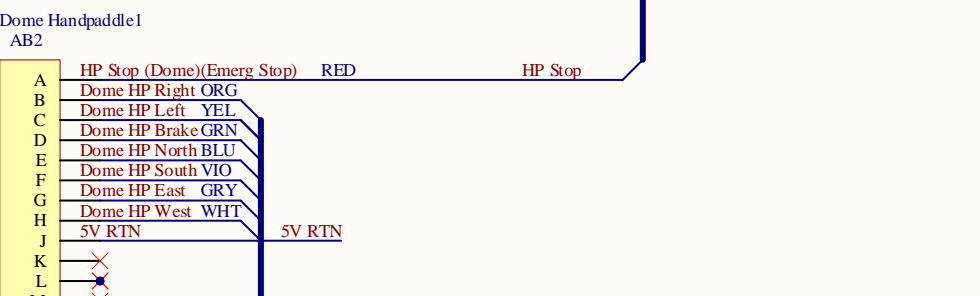 Dome Handpaddle1
AB2
A HP Stop (Dome)(Emerg Stop) RED HP Stop
B Dome HP Right ORG
C Dome HP Left YEL
D Dome HP Brake GRN
E Dome HP North BLU
F Dome HP South VIO
G Dome HP East GRY
H Dome HP West WHT
J 5V RTN 5V RTN
K
L